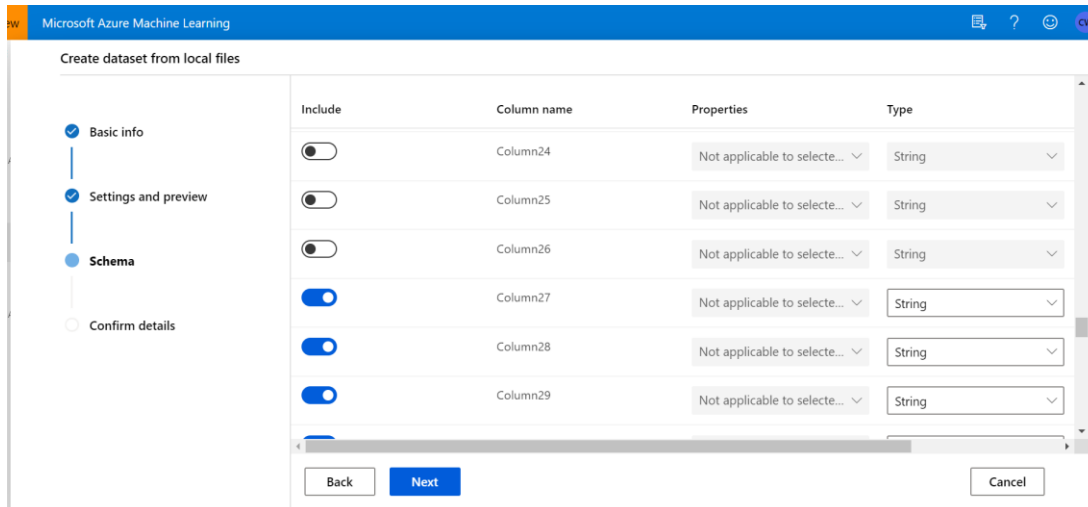 ew Microsoft Azure Machine Learning ? CV
Create dataset from local files
Basic info
Settings and preview
Schema
Confirm details
Include Column name Properties Type
Column24 Not applicable to selecte... String
Column25 Not applicable to selecte... String
Column26 Not applicable to selecte... String
Column27 Not applicable to selecte... String
Column28 Not applicable to selecte... String
Column29 Not applicable to selecte... String
Back Next Cancel